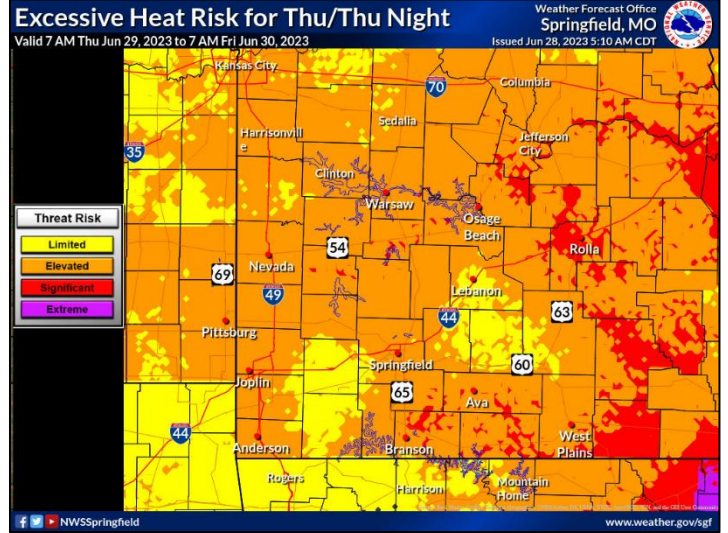 Excessive Heat Risk for Thu/Thu Night
Valid 7 AM Thu Jun 29, 2023 to 7 AM Fri Jun 30, 2023
Weather Forecast Office
Springfield, MO
Issued Jun 28, 2023 5:10 AM CDT
Kansas City
70
Columbia
Sedalia
Harrisonvill
e
Jefferson
City
35
Clinton
Warsaw
Osage
Beach
Threat Risk
Limited
Elevated
Significant
Extreme
54
Rolla
Nevada
69
49
Lebanon
63
44
Pittsburg
Springfield
60
Joplin
65
Ava
44
Anderson
Branson
West
Plains
Rogers
Harrison
Mountain
Home
NWSSpringfield
www.weather.gov/sgf